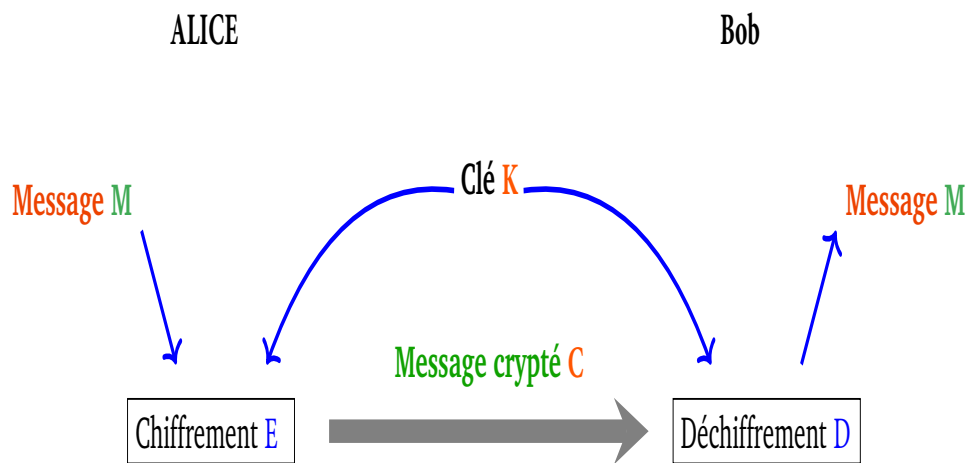 ALICE
Bob
Clé K
Message M
Message M
Message crypté C
Chiffrement E
Déchiffrement D